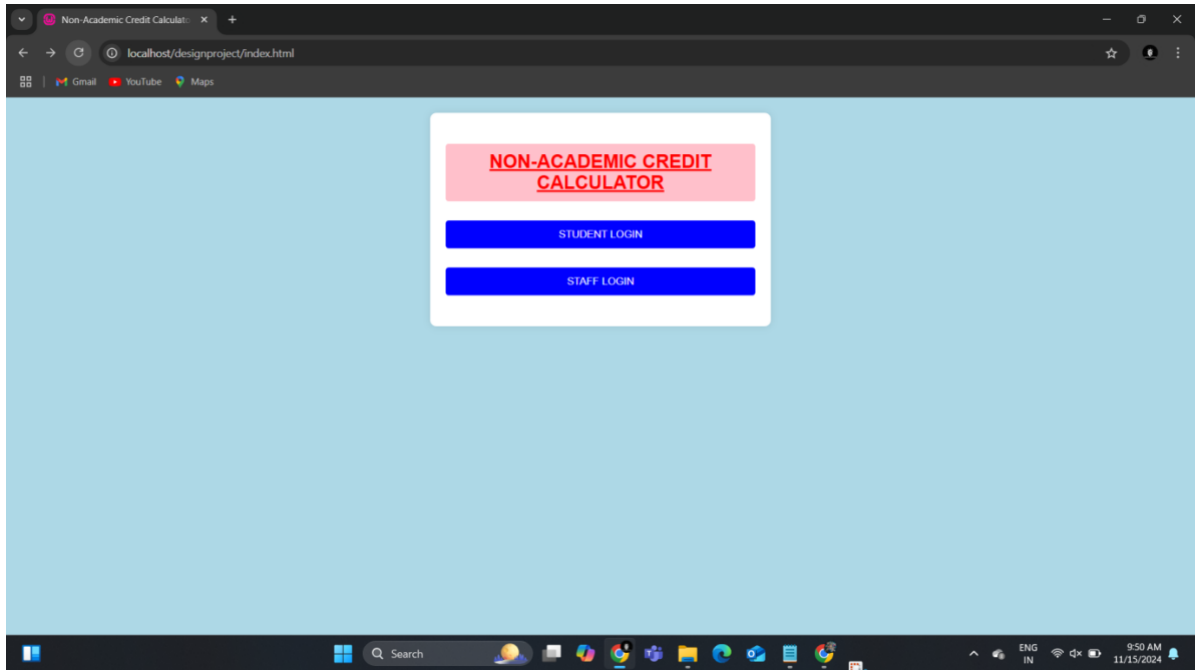 Non-Academic Credit Calculato
localhost/designproject/index.html
Gmail YouTube Maps
NON-ACADEMIC CREDIT
CALCULATOR
STUDENT LOGIN
STAFF LOGIN
Search
ENG
IN
9:50 AM
11/15/2024